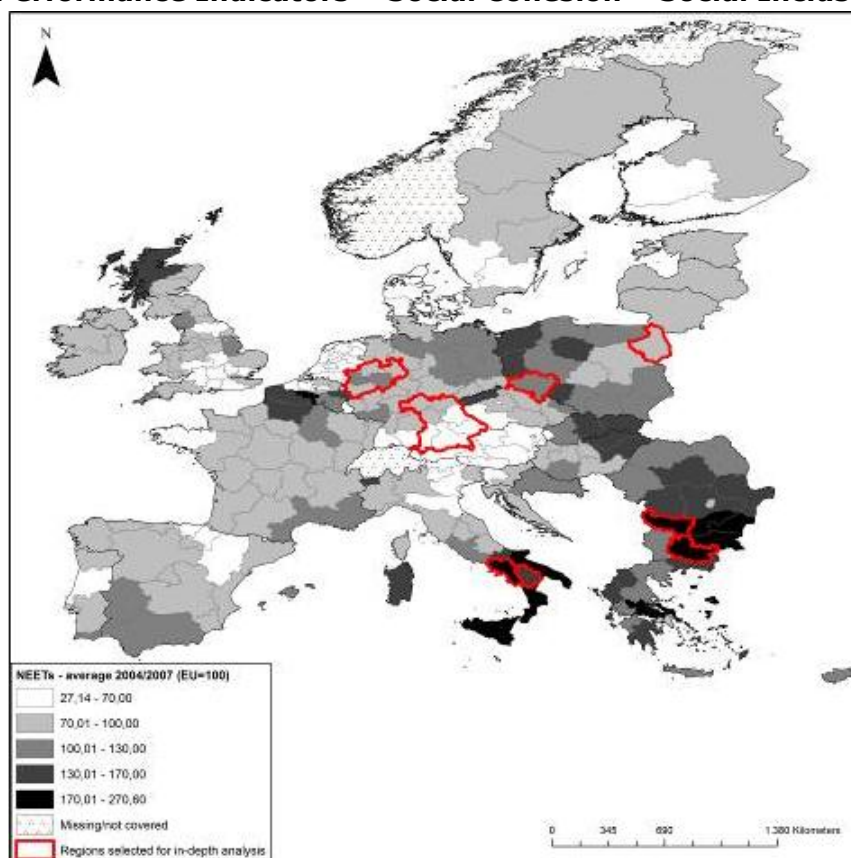 Performance Indicators – Social Cohesion – Social Inclus
N
NEETs - average 2004/2007 (EU=100)
27,14 - 70,00
70,01 - 100,00
100,01 - 130,00
130,01 - 170,00
170,01 - 270,60
Missing/not covered
Regions selected for in-depth analysis
0 345 690 1.380 Kilometers